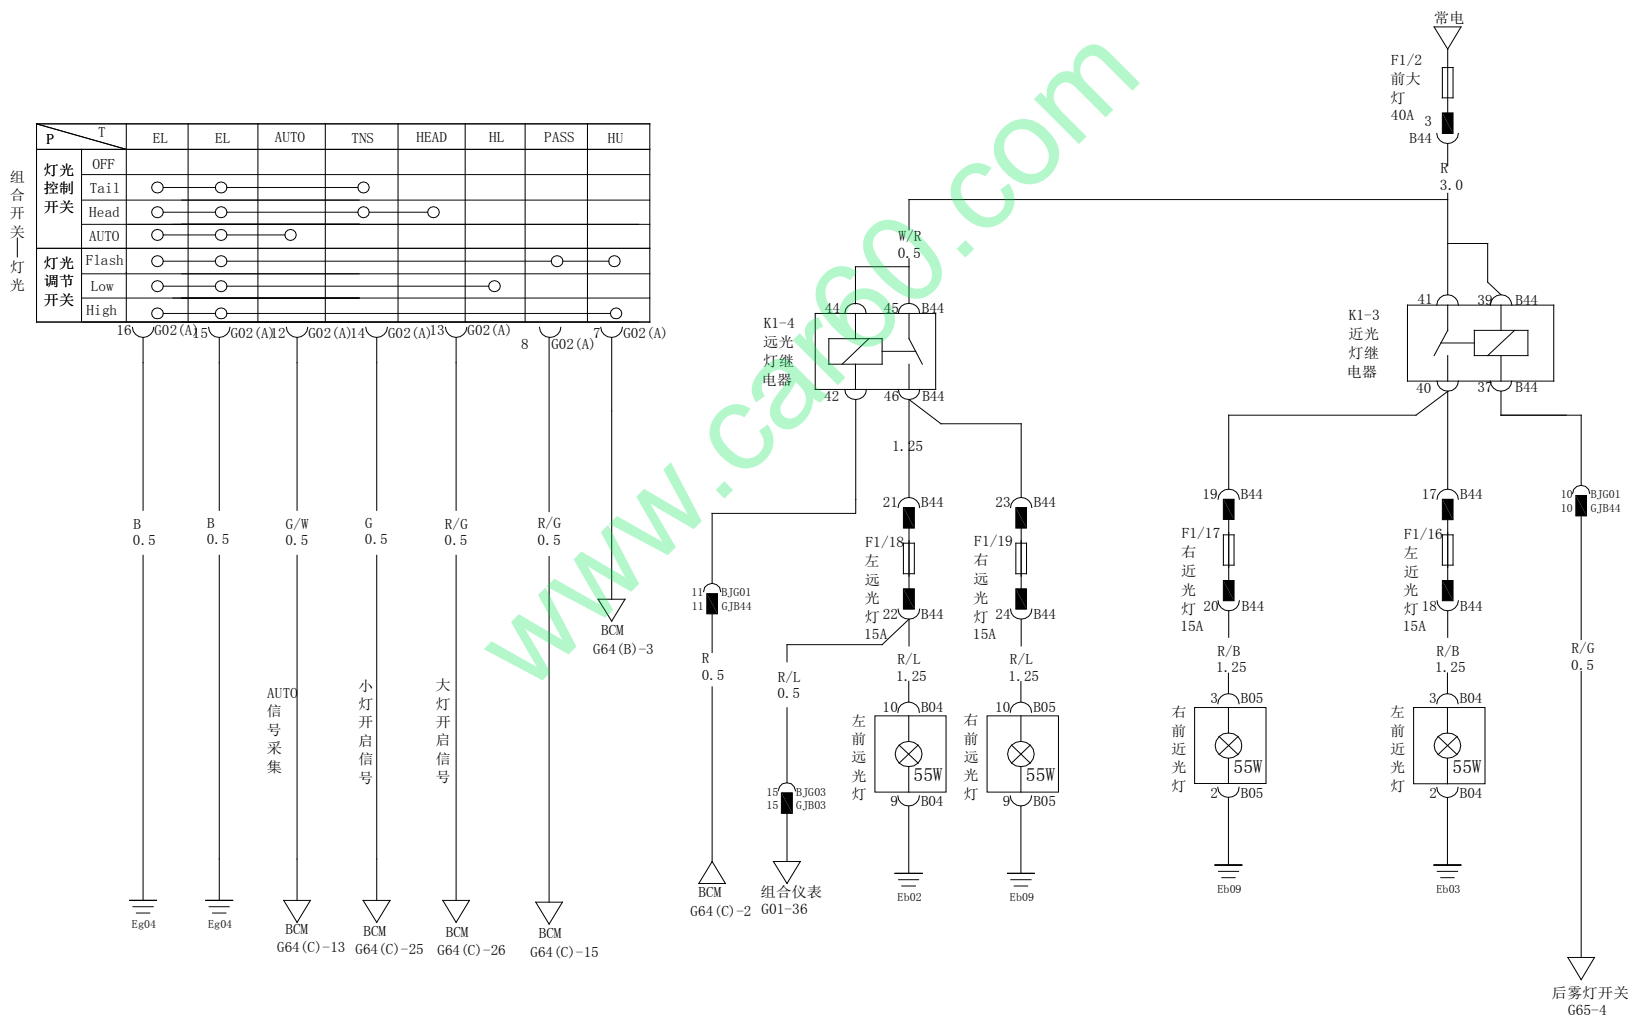 常电
F1/2
前大
灯
40A
3
B44
R
3.0
P
T
EL
EL
AUTO
TNS
HEAD
HL
PASS
HU
组合开关—灯光
灯光
控制
开关
OFF
Tail
Head
AUTO
灯光
调节
开关
Flash
Low
High
16
G02(A)
15
G02(A)
12
G02(A)
14
G02(A)
13
G02(A)
8
G02(A)
7
G02(A)
B
0.5
B
0.5
G/W
0.5
G
0.5
R/G
0.5
R/G
0.5
AUTO
信号采集
小灯开启信号
大灯开启信号
Eg04
Eg04
BCM
G64(C)-13
BCM
G64(C)-25
BCM
G64(C)-26
BCM
G64(C)-15
BCM
G64(B)-3
W/R
0.5
44
45
B44
K1-4
远光
灯继
电器
42
46
B44
1.25
21
B44
23
B44
F1/18
左远光灯
15A
F1/19
右远光灯
15A
22
B44
24
B44
11
BJG01
11
GJB44
R
0.5
R/L
0.5
R/L
1.25
R/L
1.25
10
B04
10
B05
左前远光灯
55W
右前远光灯
55W
9
B04
9
B05
15
BJG03
15
GJB03
BCM
G64(C)-2
组合仪表
G01-36
Eb02
Eb09
41
39
B44
K1-3
近光
灯继
电器
40
37
B44
19
B44
17
B44
10
BJG01
10
GJB44
F1/17
右近光灯
15A
F1/16
左近光灯
15A
20
B44
18
B44
R/B
1.25
R/B
1.25
R/G
0.5
3
B05
3
B04
右前近光灯
55W
左前近光灯
55W
2
B05
2
B04
Eb09
Eb03
后雾灯开关
G65-4
www.car60.com